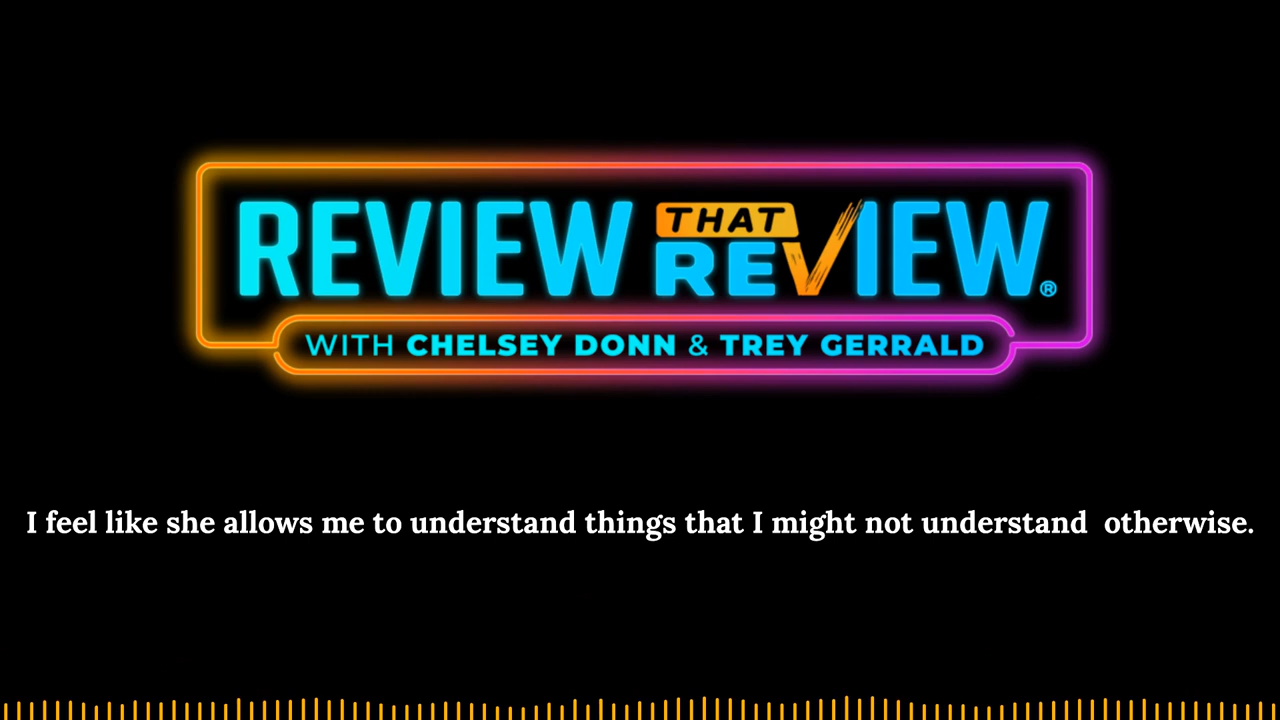 REVIEW THAT REVIEW®
WITH CHELSEY DONN & TREY GERRALD
I feel like she allows me to understand things that I might not understand  otherwise.